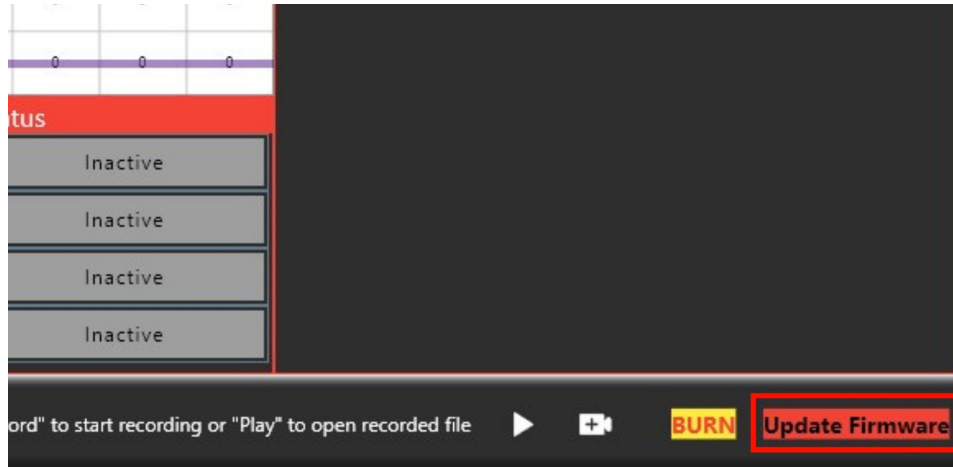 0 0 0
tus
Inactive
Inactive
Inactive
Inactive
ord" to start recording or "Play" to open recorded file BURN Update Firmware